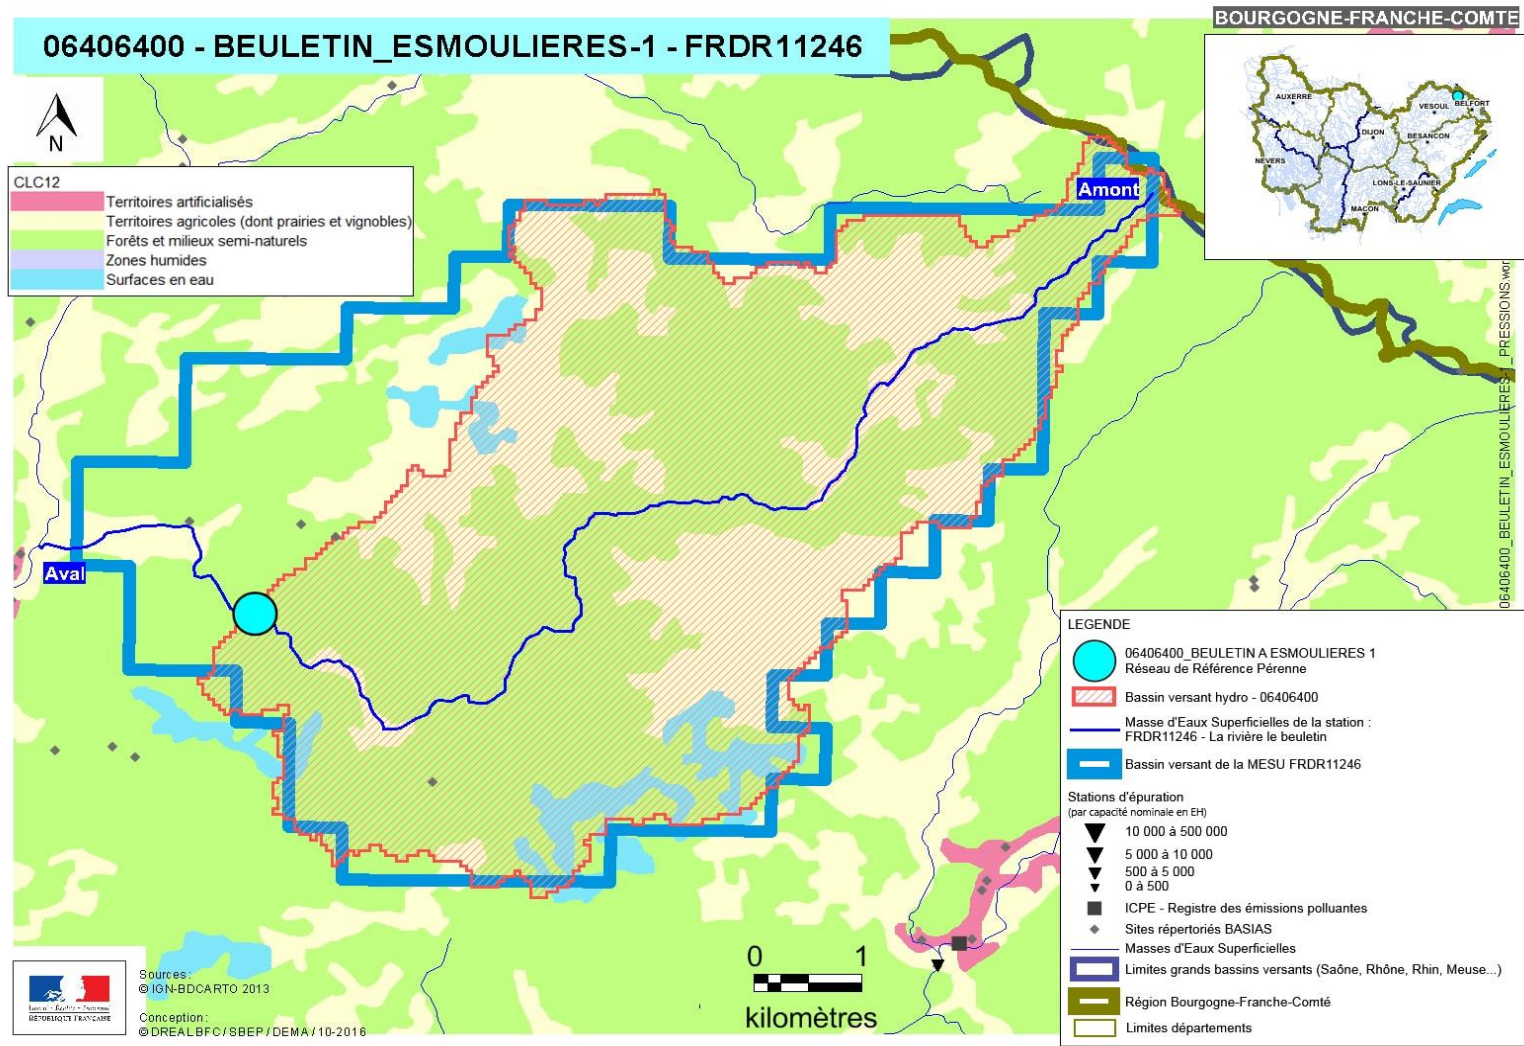 BOURGOGNE-FRANCHE-COMTE
06406400 - BEULETIN_ESMOULIERES-1 - FRDR11246
N
CLC12
Territoires artificialisés
Territoires agricoles (dont prairies et vignobles)
Forêts et milieux semi-naturels
Zones humides
Surfaces en eau
AUXERRE
VESOUL
BELFORT
DIJON
BESANCON
NEVERS
LONS-LE-SAUNIER
MACON
Amont
Aval
06406400_BEULETIN_ESMOULIERES-1_PRESSIONS.wor
LEGENDE
06406400_BEULETIN A ESMOULIERES 1
Réseau de Référence Pérenne
Bassin versant hydro - 06406400
Masse d'Eaux Superficielles de la station :
FRDR11246 - La rivière le beuletin
Bassin versant de la MESU FRDR11246
Stations d'épuration
(par capacité nominale en EH)
10 000 à 500 000
5 000 à 10 000
500 à 5 000
0 à 500
ICPE - Registre des émissions polluantes
Sites répertoriés BASIAS
Masses d'Eaux Superficielles
Limites grands bassins versants (Saône, Rhône, Rhin, Meuse...)
Région Bourgogne-Franche-Comté
Limites départements
0 1
kilomètres
Sources :
© IGN-BDCARTO 2013
Conception :
© DREAL BFC / SBEP / DEMA / 10-2016
RÉPUBLIQUE FRANÇAISE